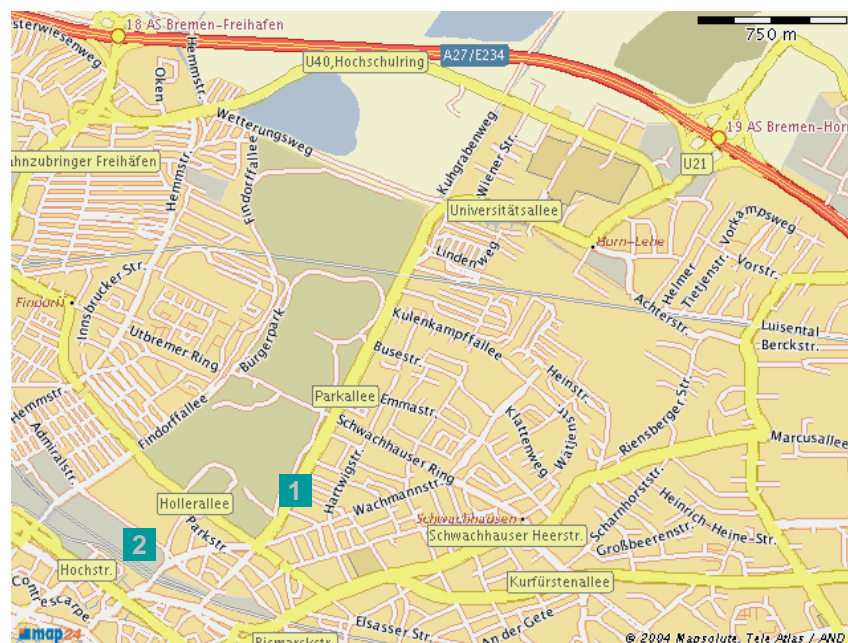 18 AS Bremen-Freihafen
750 m
Hemmstr.
Oken
U40,Hochschulring
A27/E234
Wetterungsweg
Kuhgrabenweg
Wiener Str.
19 AS Bremen-Horn
ahnzubringer Freihäfen
U21
Hemmstr.
Findorffallee
Universitätsallee
Vorkampsweg
Lindenweg
Horn-Lehe
Helmer
Tietjenstr.
Vorstr.
Innsbrucker Str.
Findorff
Achterstr.
Kulenkampffallee
Luisental
Berckstr.
Utbremer Ring
Bürgerpark
Busestr.
Heinstr.
Parkallee
Emmastr.
Hemmstr.
Findorffallee
Schwachhauser Ring
Klattenweg
Wätjenstr.
Riensberger Str.
Marcusallee
Admiralstr.
Hartwigstr.
1
Wachmannstr.
Hollerallee
Scharnhorststr.
Heinrich-Heine-Str.
Schwachhausen
2
Parkstr.
Schwachhauser Heerstr.
Großbeerenstr.
Hochstr.
Kurfürstenallee
Contrescarpe
Elsasser Str.
An der Gete
Bismarckstr.
map24
© 2004 Mapsolute, Tele Atlas / AND